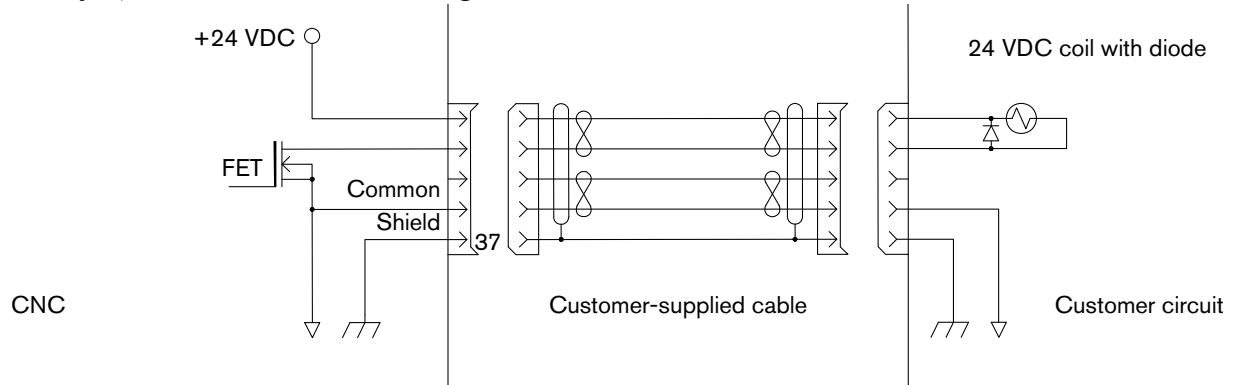 +24 VDC
24 VDC coil with diode
FET
Common
Shield
37
CNC
Customer-supplied cable
Customer circuit